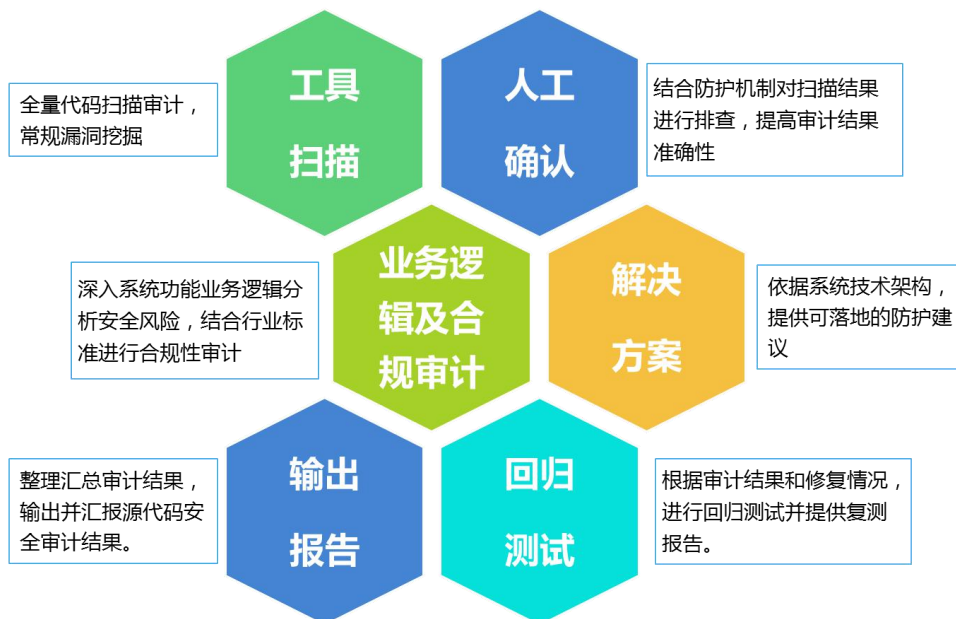 工具
扫描
全量代码扫描审计，
常规漏洞挖掘
人工
确认
结合防护机制对扫描结果
进行排查，提高审计结果
准确性
业务逻
辑及合
规审计
深入系统功能业务逻辑分
析安全风险，结合行业标
准进行合规性审计
解决
方案
依据系统技术架构，
提供可落地的防护建
议
输出
报告
整理汇总审计结果，
输出并汇报源代码安
全审计结果。
回归
测试
根据审计结果和修复情况，
进行回归测试并提供复测
报告。